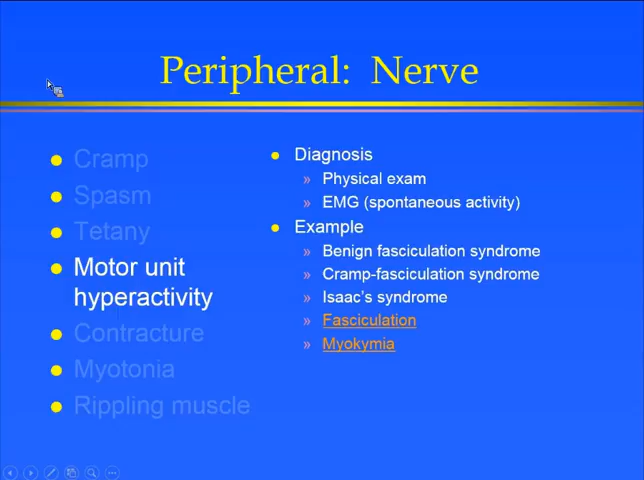 Peripheral: Nerve
Cramp
Spasm
Tetany
Motor unit
hyperactivity
Contracture
Myotonia
Rippling muscle
Diagnosis
» Physical exam
» EMG (spontaneous activity)
Example
» Benign fasciculation syndrome
» Cramp-fasciculation syndrome
» Isaac's syndrome
» Fasciculation
» Myokymia